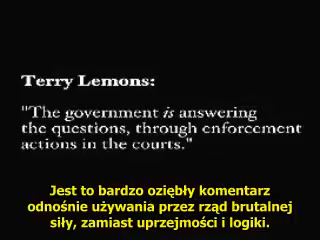 Terry Lemons:
"The government is answering
the questions, through enforcement
actions in the courts."
Jest to bardzo oziębły komentarz
odnośnie używania przez rząd brutalnej
siły, zamiast uprzejmości i logiki.